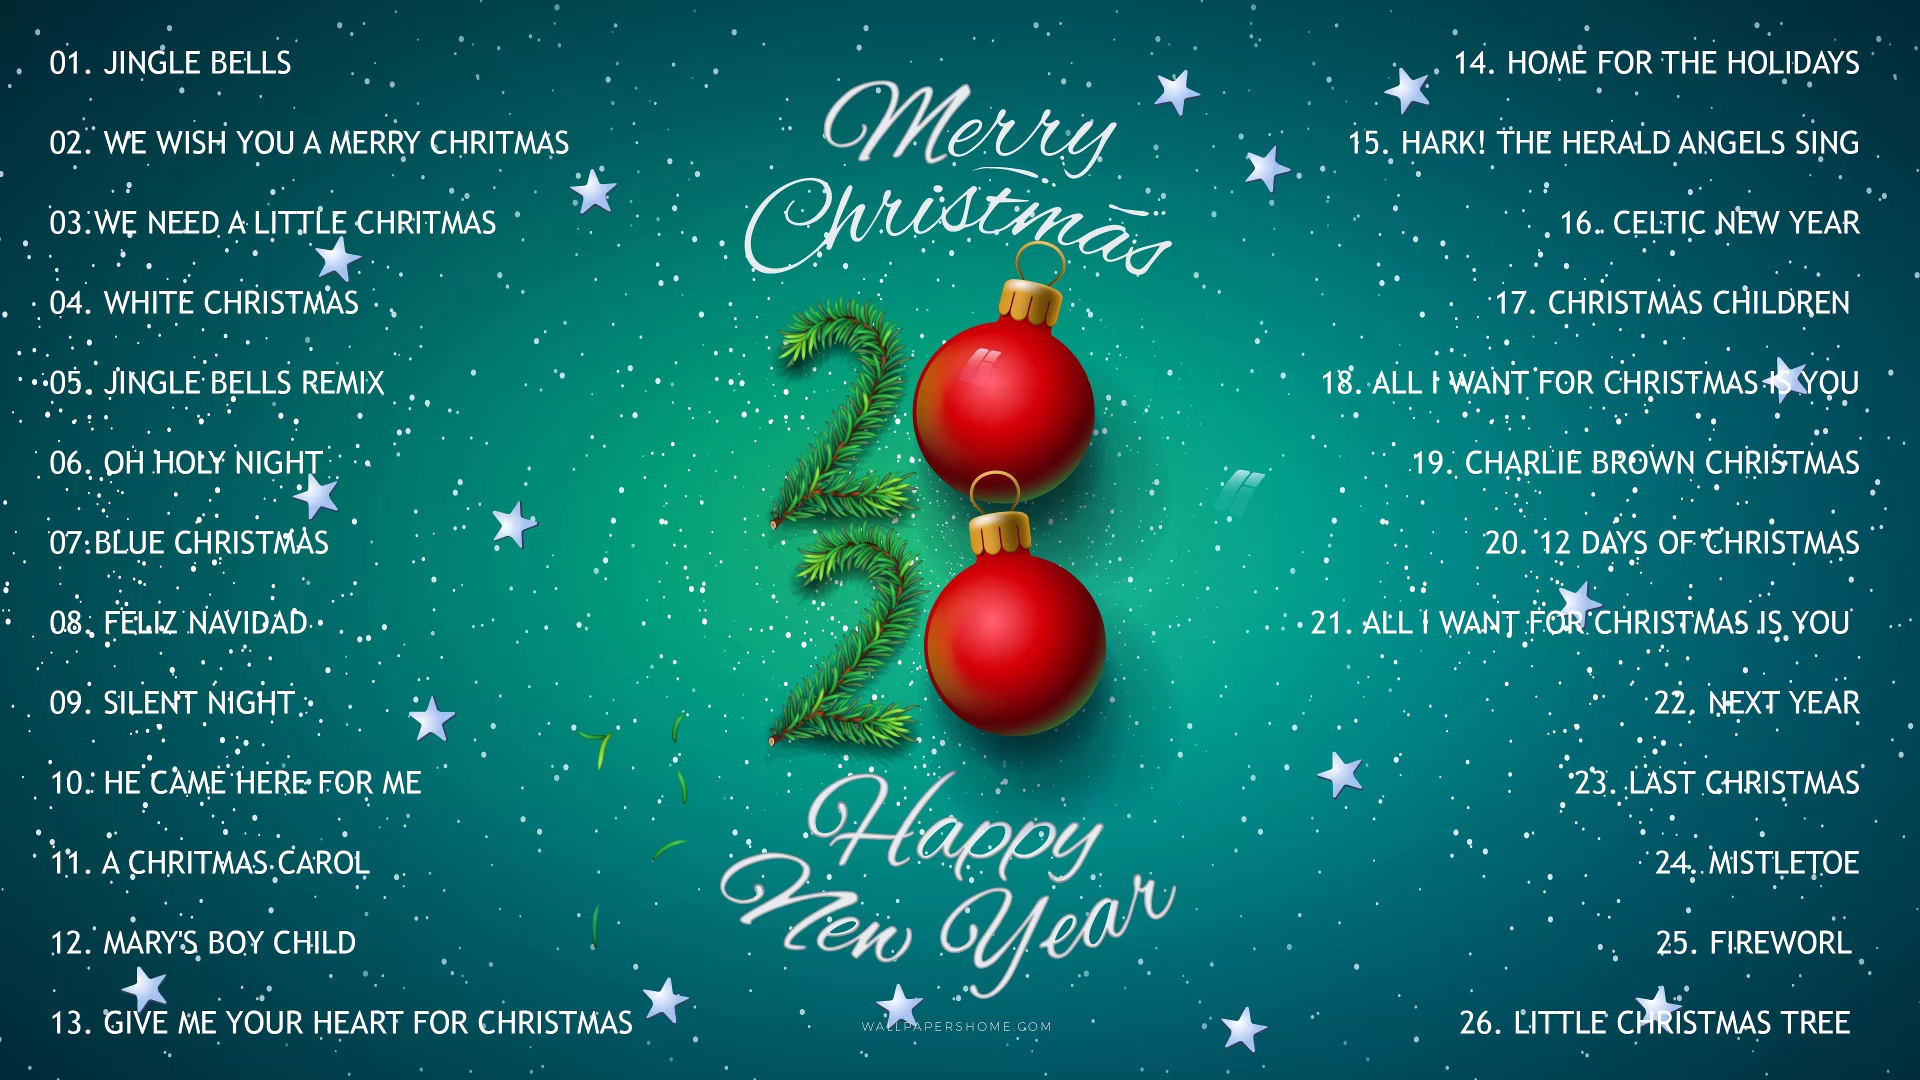 01. JINGLE BELLS
02. WE WISH YOU A MERRY CHRITMAS
03.WE NEED A LITTLE CHRITMAS
04. WHITE CHRISTMAS
05. JINGLE BELLS REMIX
06. OH HOLY NIGHT
07.BLUE CHRISTMAS
08. FELIZ NAVIDAD
09. SILENT NIGHT
10. HE CAME HERE FOR ME
11. A CHRITMAS CAROL
12. MARY'S BOY CHILD
13. GIVE ME YOUR HEART FOR CHRISTMAS
Merry
Christmas
20
20
Happy
New Year
WALLPAPERSHOME.COM
14. HOME FOR THE HOLIDAYS
15. HARK! THE HERALD ANGELS SING
16. CELTIC NEW YEAR
17. CHRISTMAS CHILDREN
18. ALL I WANT FOR CHRISTMAS IS YOU
19. CHARLIE BROWN CHRISTMAS
20. 12 DAYS OF CHRISTMAS
21. ALL I WANT FOR CHRISTMAS IS YOU
22. NEXT YEAR
23. LAST CHRISTMAS
24. MISTLETOE
25. FIREWORL
26. LITTLE CHRISTMAS TREE